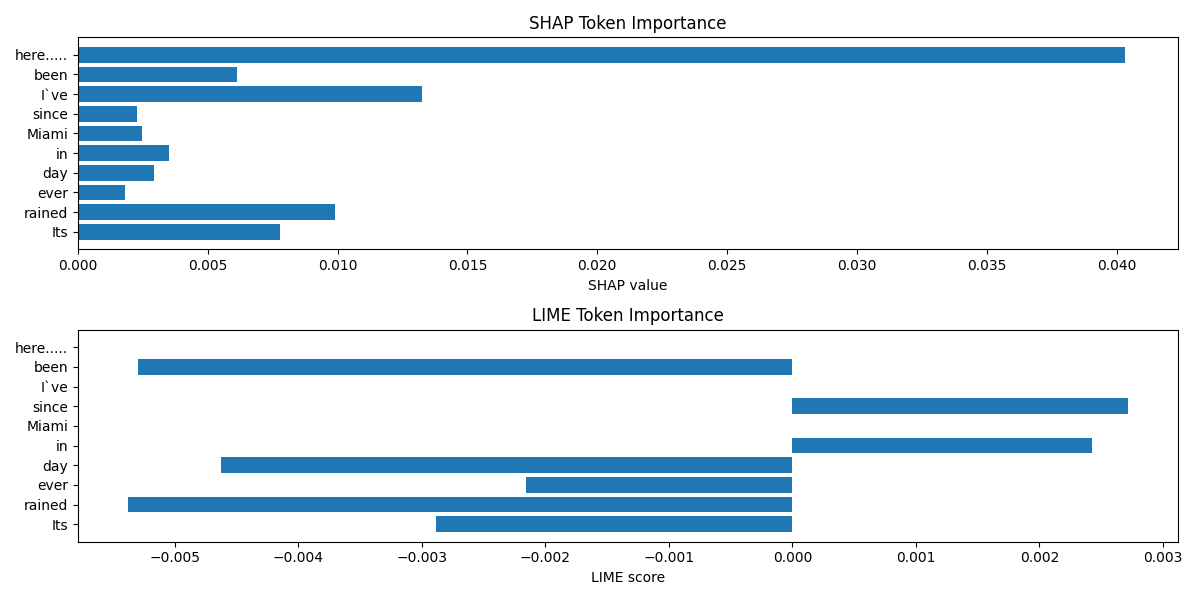 SHAP Token Importance
here.....
been
I`ve
since
Miami
in
day
ever
rained
Its
0.000 0.005 0.010 0.015 0.020 0.025 0.030 0.035 0.040
SHAP value
LIME Token Importance
here.....
been
I`ve
since
Miami
in
day
ever
rained
Its
−0.005 −0.004 −0.003 −0.002 −0.001 0.000 0.001 0.002 0.003
LIME score